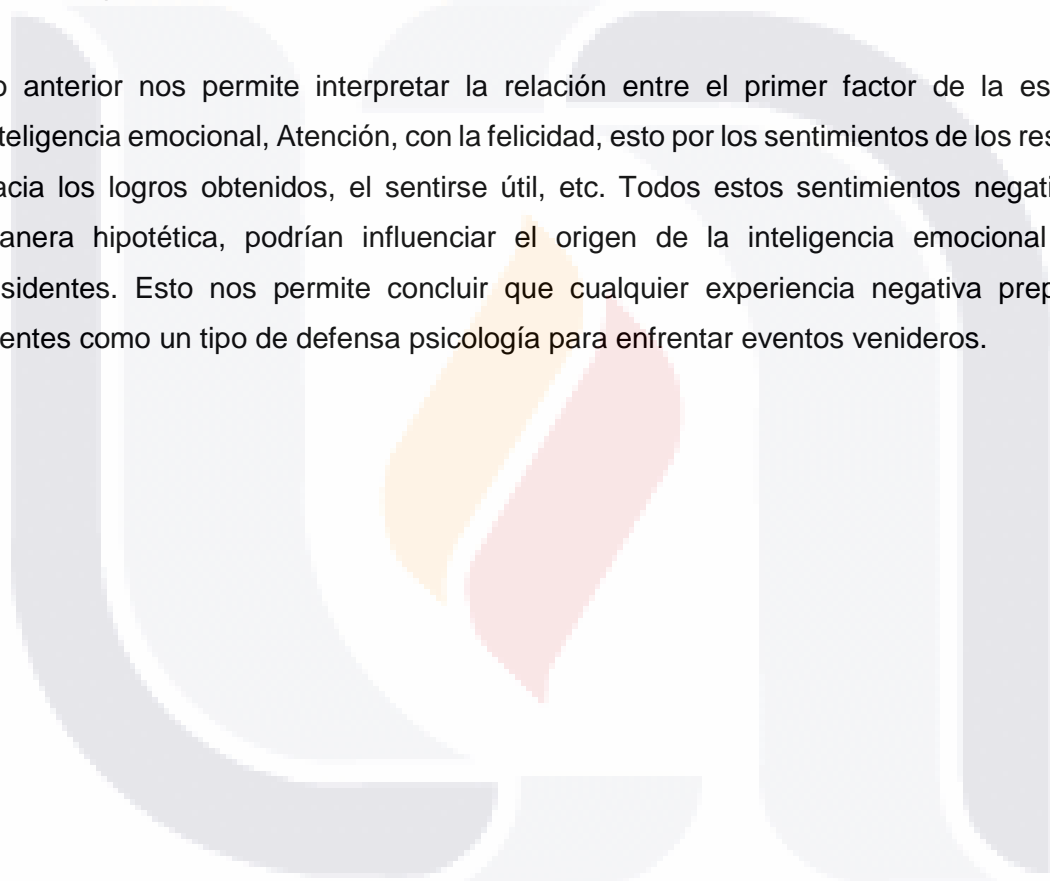 o anterior nos permite interpretar la relación entre el primer factor de la es
teligencia emocional, Atención, con la felicidad, esto por los sentimientos de los res
acia los logros obtenidos, el sentirse útil, etc. Todos estos sentimientos negati
anera hipotética, podrían influenciar el origen de la inteligencia emocional
sidentes. Esto nos permite concluir que cualquier experiencia negativa prep
entes como un tipo de defensa psicología para enfrentar eventos venideros.